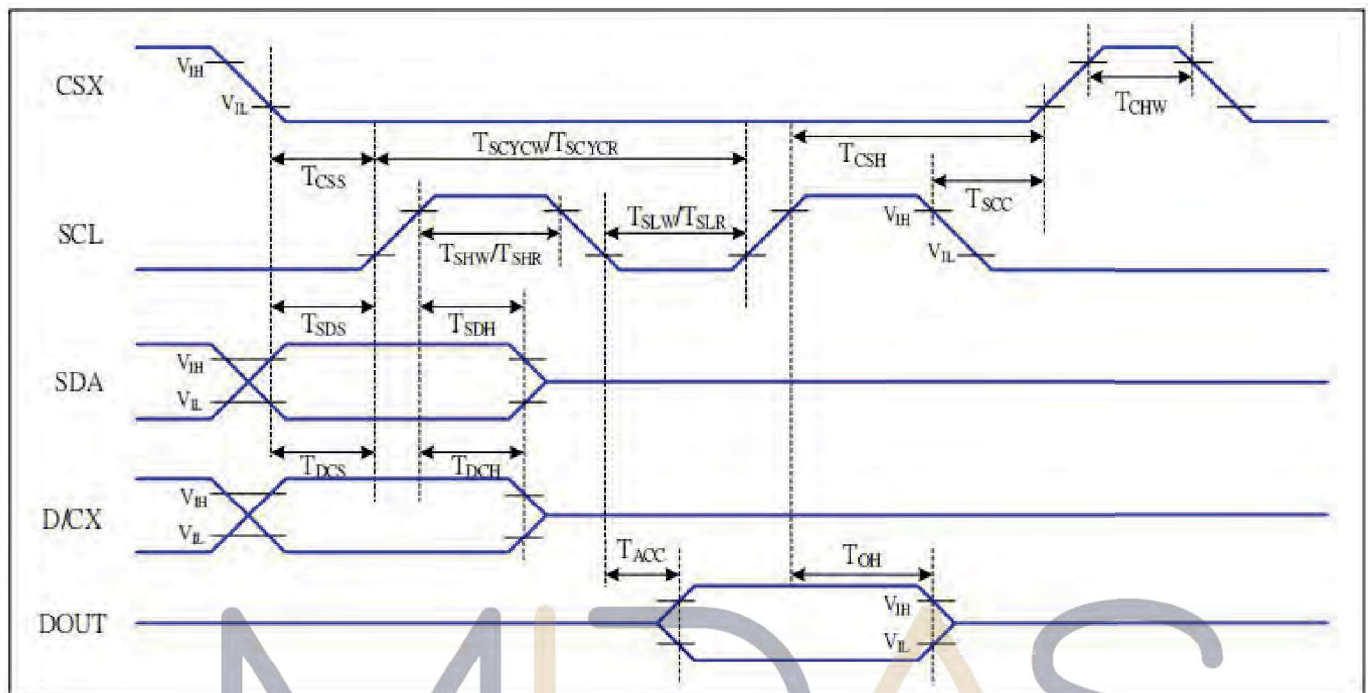 CSX
V_IH
V_IL
T_CHW
T_SCYCW/T_SCYCR
T_CSH
T_CSS
T_SCC
SCL
T_SLW/T_SLR
V_IH
V_IL
T_SHW/T_SHR
T_SDS
T_SDH
SDA
V_IH
V_IL
T_DCS
T_DCH
D/CX
V_IH
V_IL
T_ACC
T_OH
DOUT
V_IH
V_IL
MIDAS